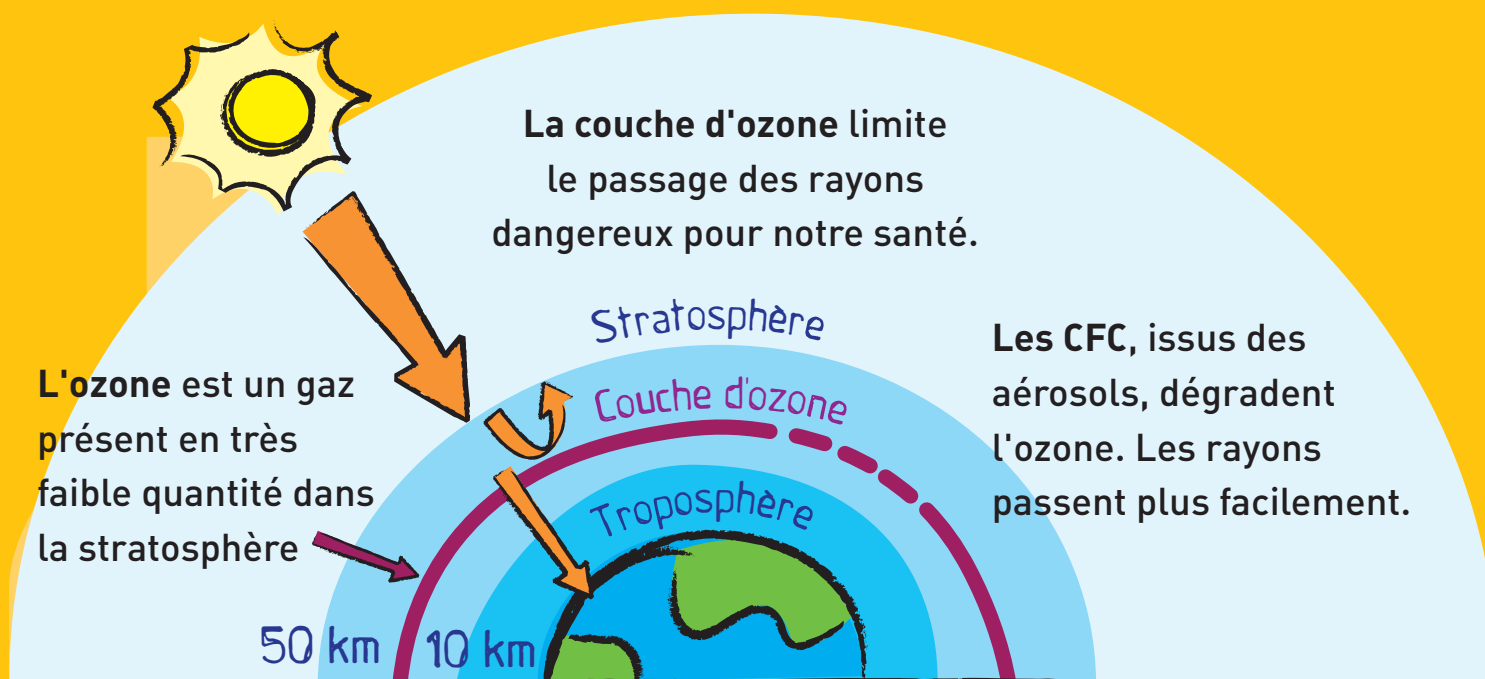 La couche d'ozone limite
le passage des rayons
dangereux pour notre santé.
Stratosphère
Couche d'ozone
Troposphère
L'ozone est un gaz
présent en très
faible quantité dans
la stratosphère
Les CFC, issus des
aérosols, dégradent
l'ozone. Les rayons
passent plus facilement.
50 km
10 km